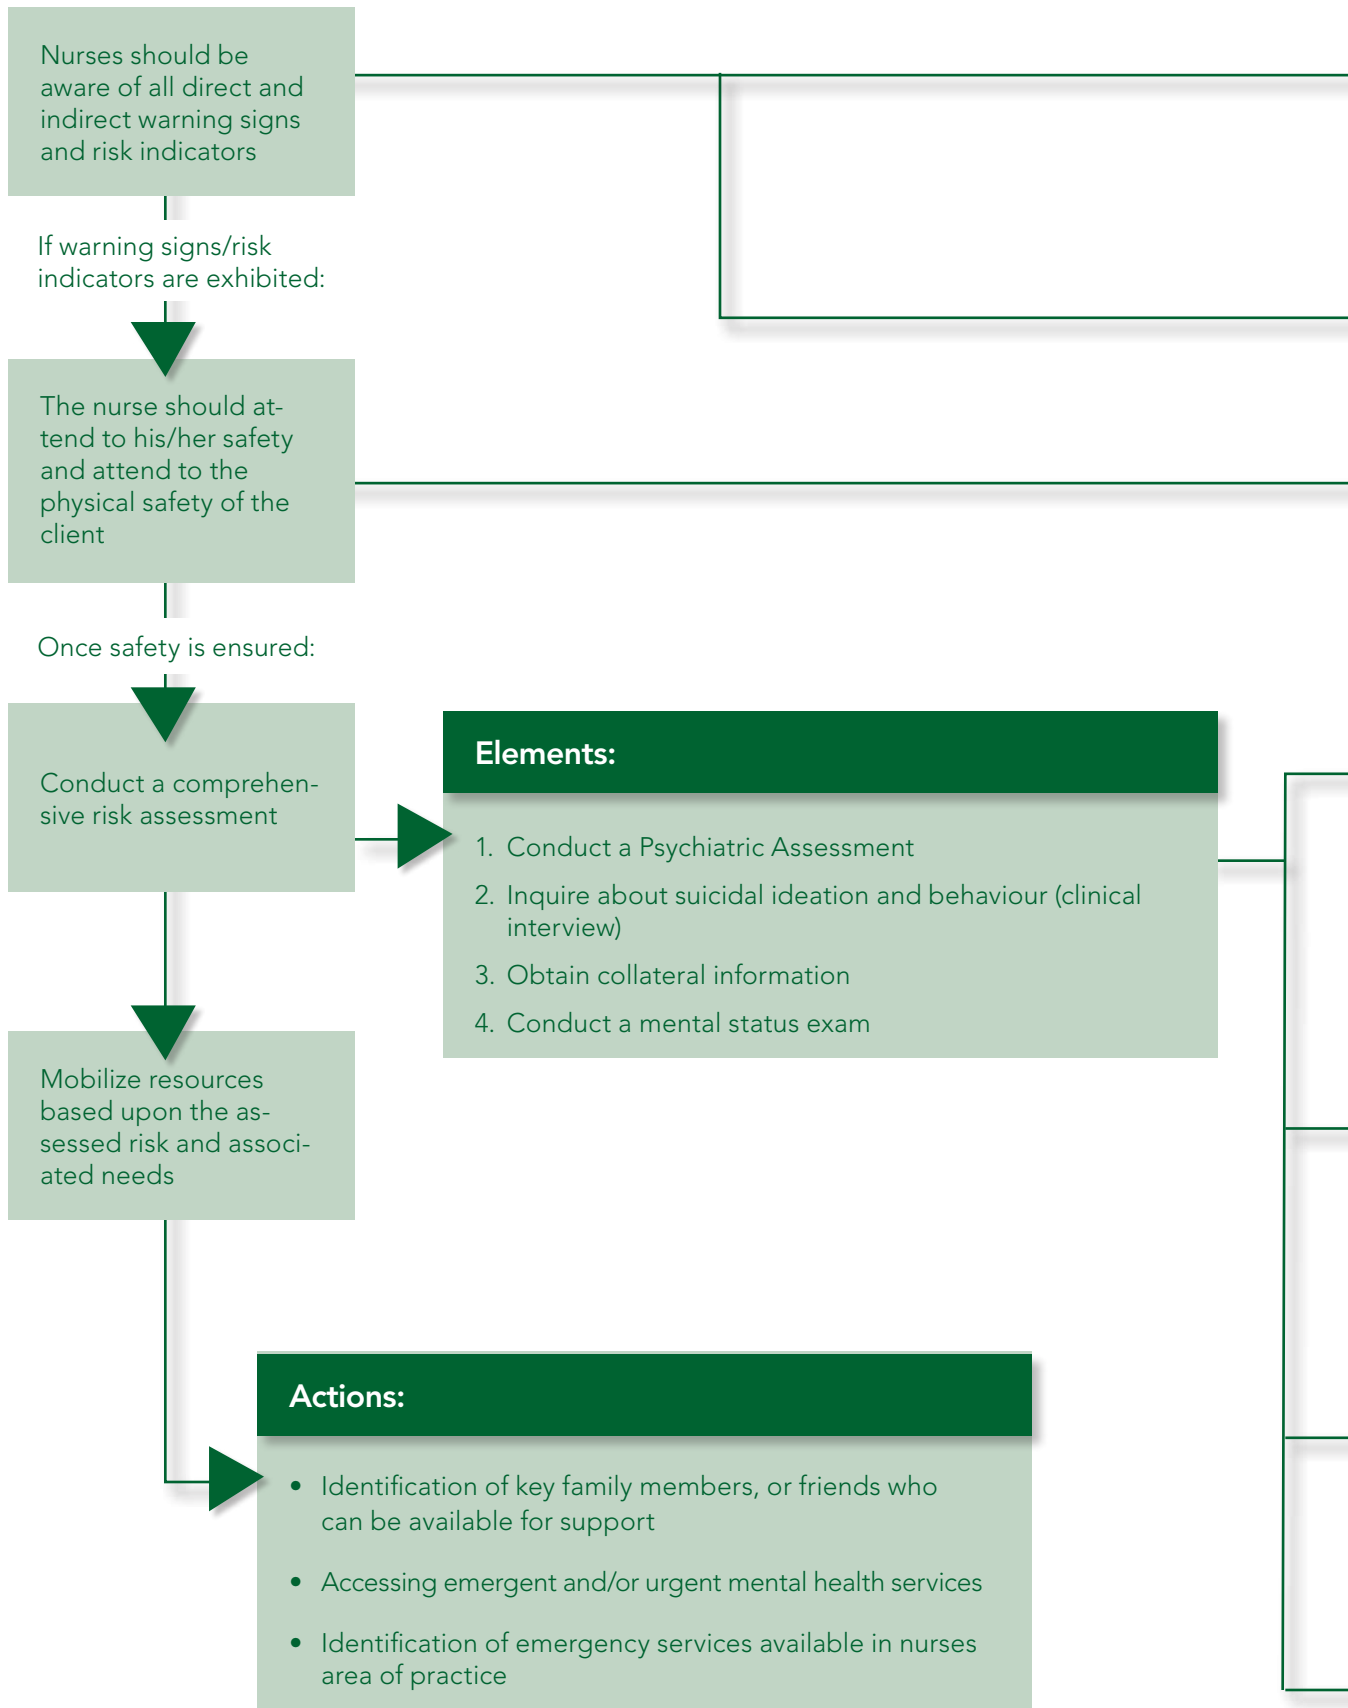 Nurses should be
aware of all direct and
indirect warning signs
and risk indicators
If warning signs/risk
indicators are exhibited:
The nurse should at-
tend to his/her safety
and attend to the
physical safety of the
client
Once safety is ensured:
Conduct a comprehen-
sive risk assessment
Elements:
1. Conduct a Psychiatric Assessment
2. Inquire about suicidal ideation and behaviour (clinical
interview)
3. Obtain collateral information
4. Conduct a mental status exam
Mobilize resources
based upon the as-
sessed risk and associ-
ated needs
Actions:
• Identification of key family members, or friends who
can be available for support
• Accessing emergent and/or urgent mental health services
• Identification of emergency services available in nurses
area of practice